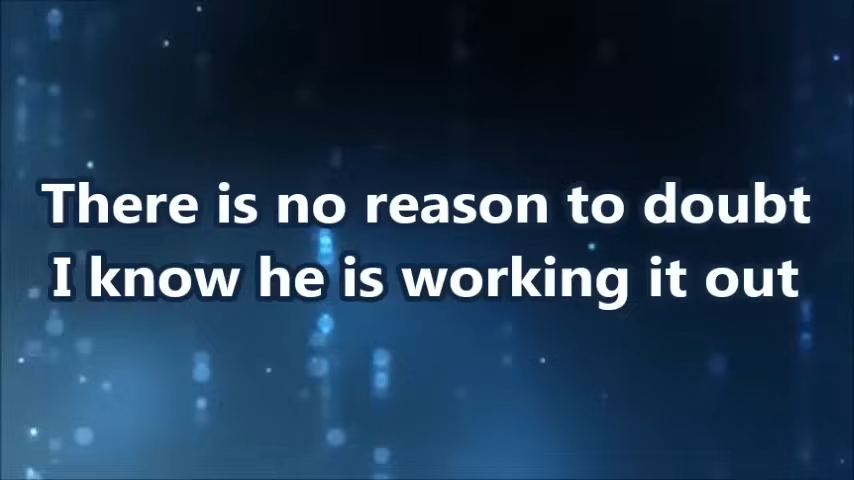 There is no reason to doubt
I know he is working it out